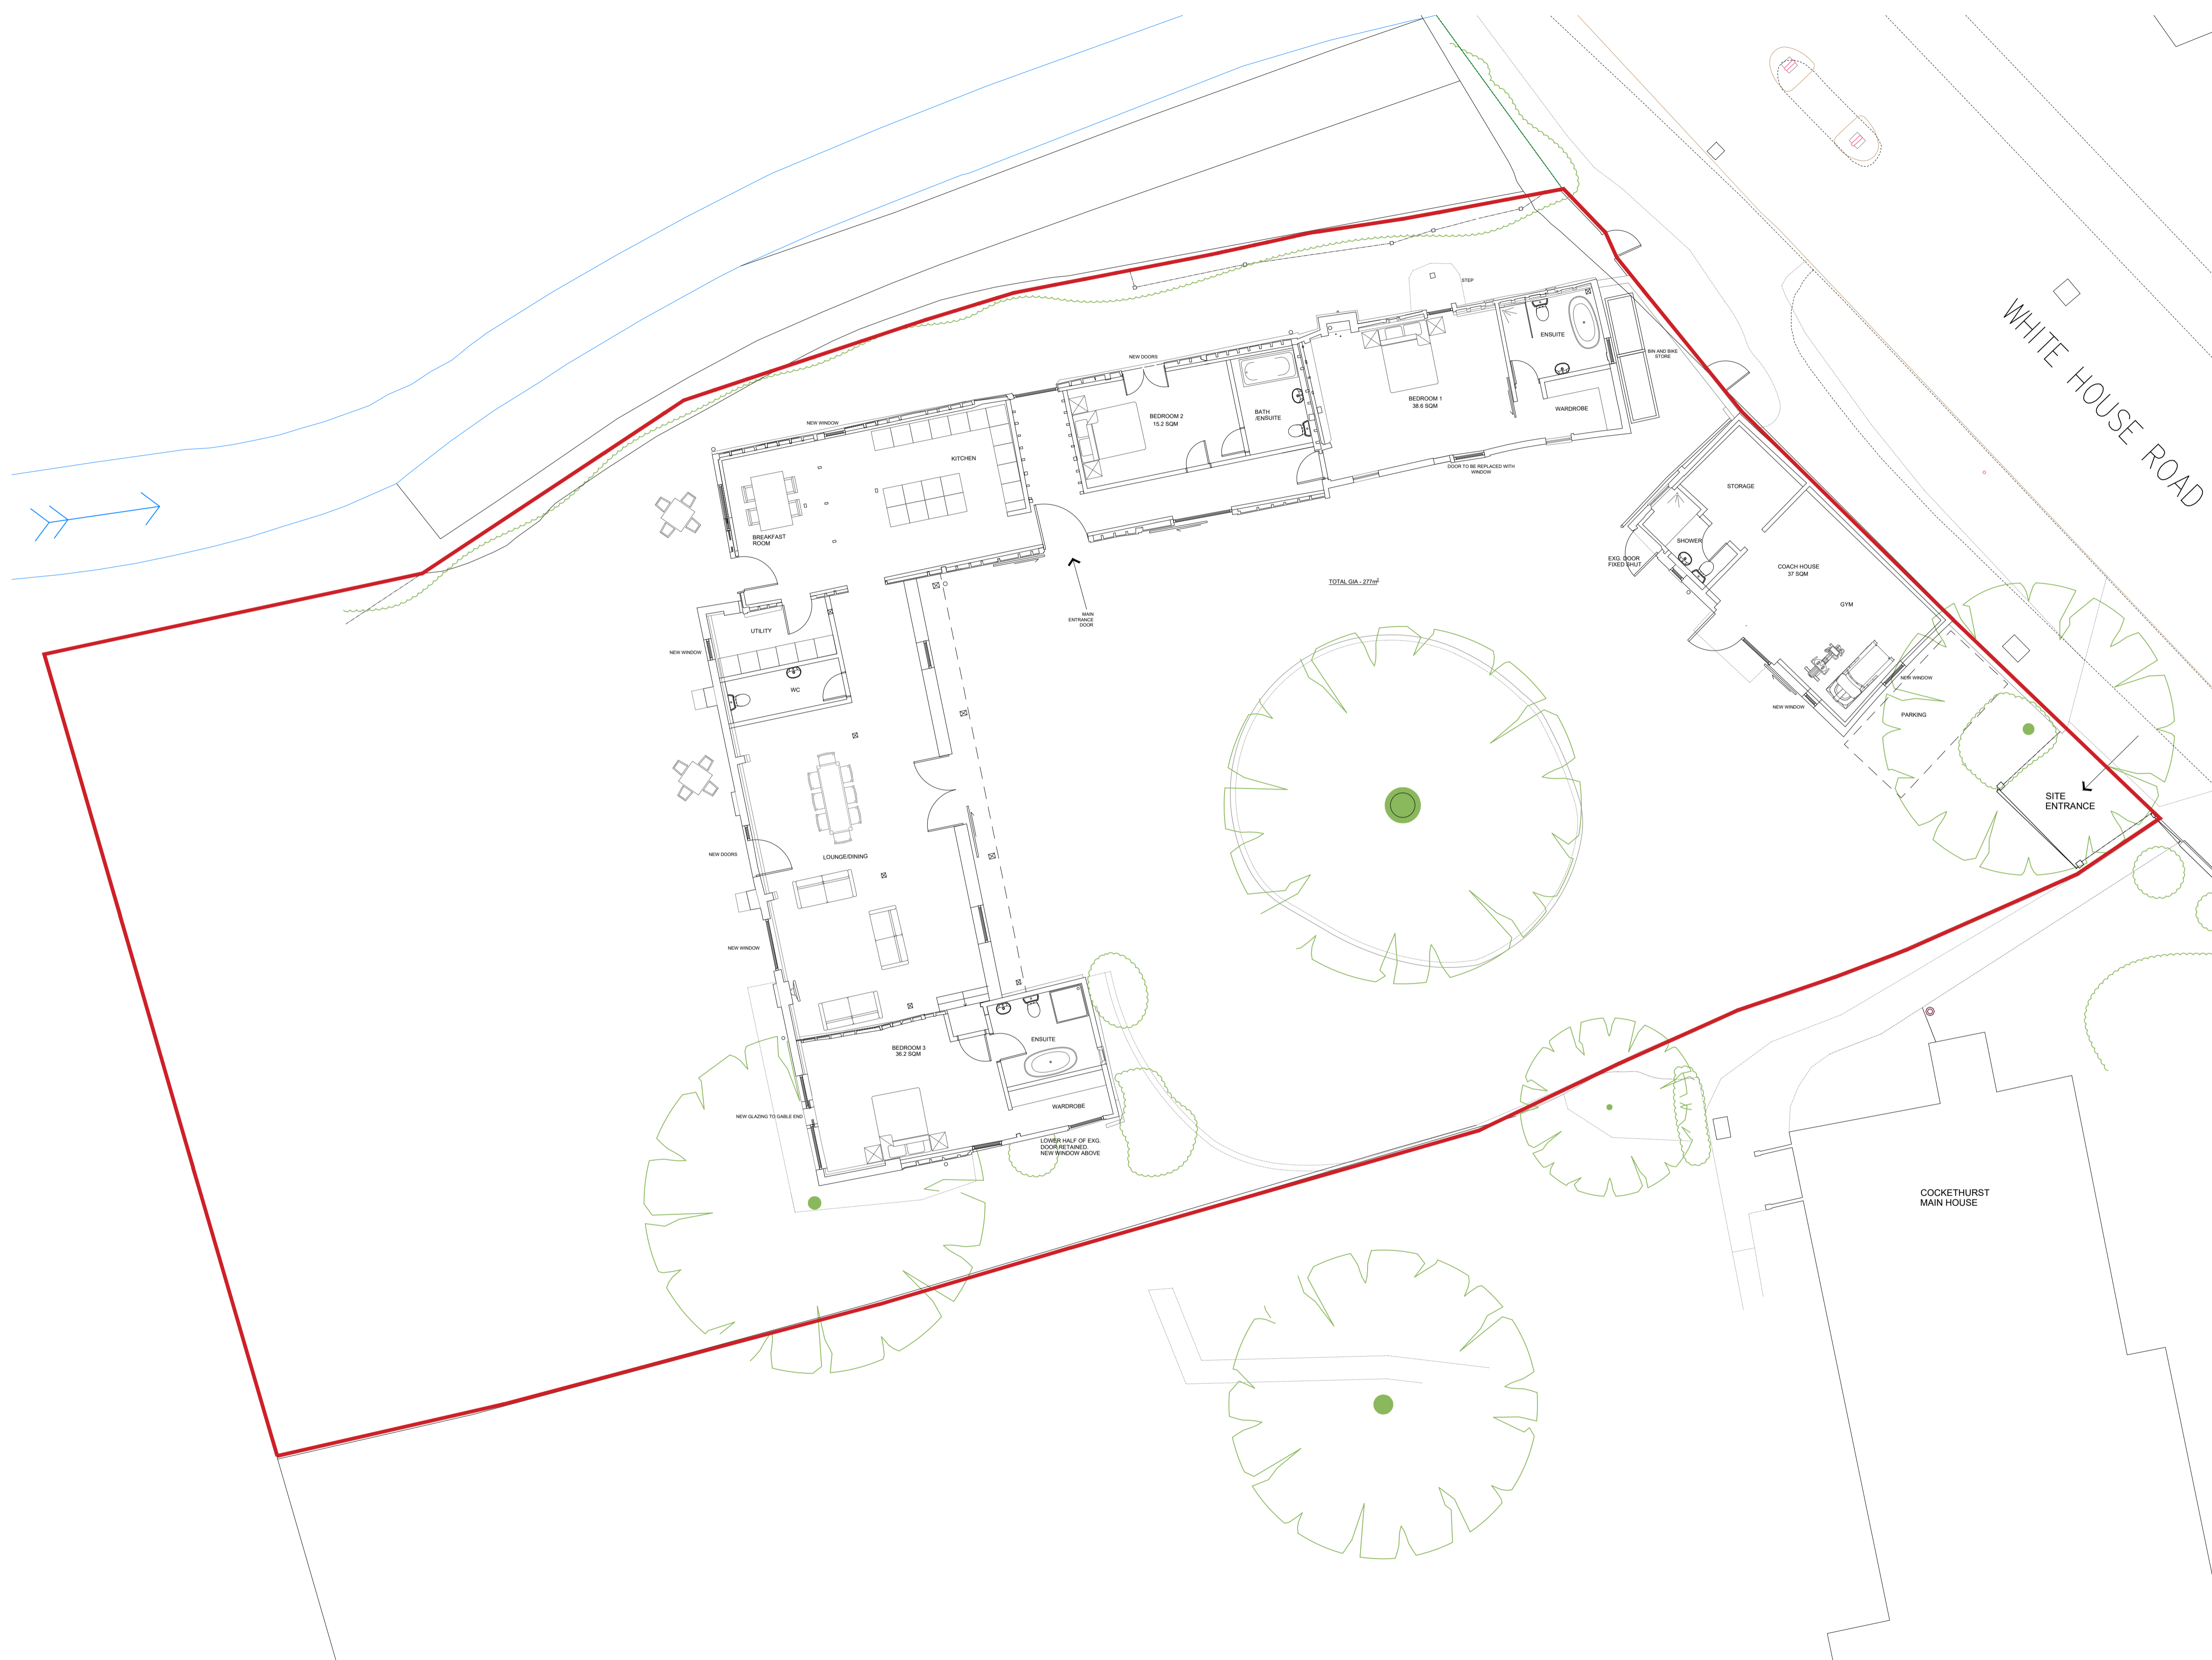 WHITE HOUSE ROAD
STEP
ENSUITE
BIN AND BIKE
STORE
NEW DOORS
BEDROOM 1
38.6 SQM
WARDROBE
BEDROOM 2
15.2 SQM
BATH
/ENSUITE
NEW WINDOW
KITCHEN
DOOR TO BE REPLACED WITH
WINDOW
STORAGE
BREAKFAST
ROOM
SHOWER
EXG. DOOR
FIXED SHUT
COACH HOUSE
37 SQM
TOTAL GIA - 277m2
GYM
MAIN
ENTRANCE
DOOR
UTILITY
NEW WINDOW
WC
NEW WINDOW
NEW WINDOW
PARKING
SITE
ENTRANCE
NEW DOORS
LOUNGE/DINING
NEW WINDOW
BEDROOM 3
36.2 SQM
ENSUITE
WARDROBE
NEW GLAZING TO GABLE END
LOWER HALF OF EXG.
DOOR RETAINED.
NEW WINDOW ABOVE
COCKETHURST
MAIN HOUSE